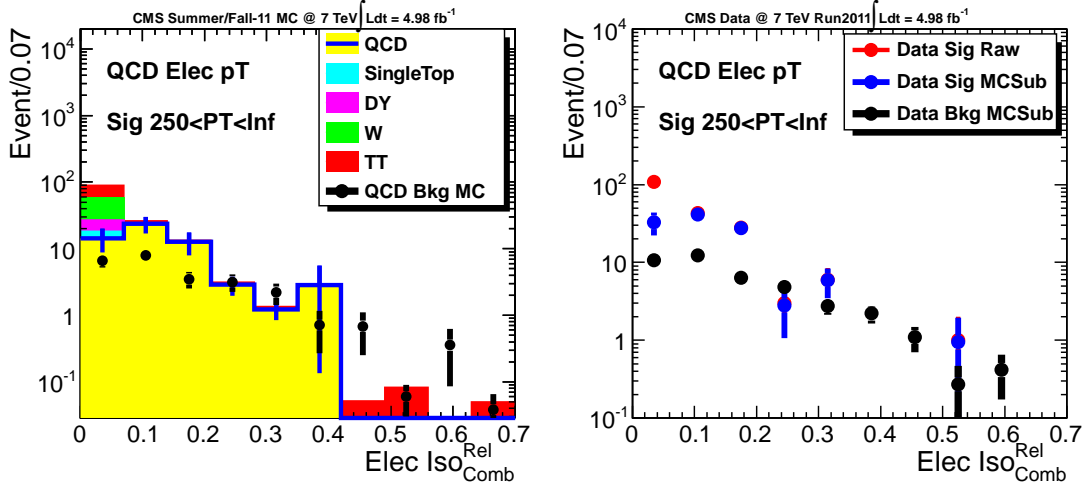 CMS Summer/Fall-11 MC @ 7 TeV∫Ldt = 4.98 fb⁻¹
Event/0.07
QCD Elec pT
Sig 250<PT<Inf
QCD
SingleTop
DY
W
TT
QCD Bkg MC
10⁴
10³
10²
10
1
10⁻¹
0 0.1 0.2 0.3 0.4 0.5 0.6 0.7
Elec Iso^Rel_Comb
CMS Data @ 7 TeV Run2011∫Ldt = 4.98 fb⁻¹
Event/0.07
QCD Elec pT
Sig 250<PT<Inf
Data Sig Raw
Data Sig MCSub
Data Bkg MCSub
10⁴
10³
10²
10
1
10⁻¹
0 0.1 0.2 0.3 0.4 0.5 0.6 0.7
Elec Iso^Rel_Comb